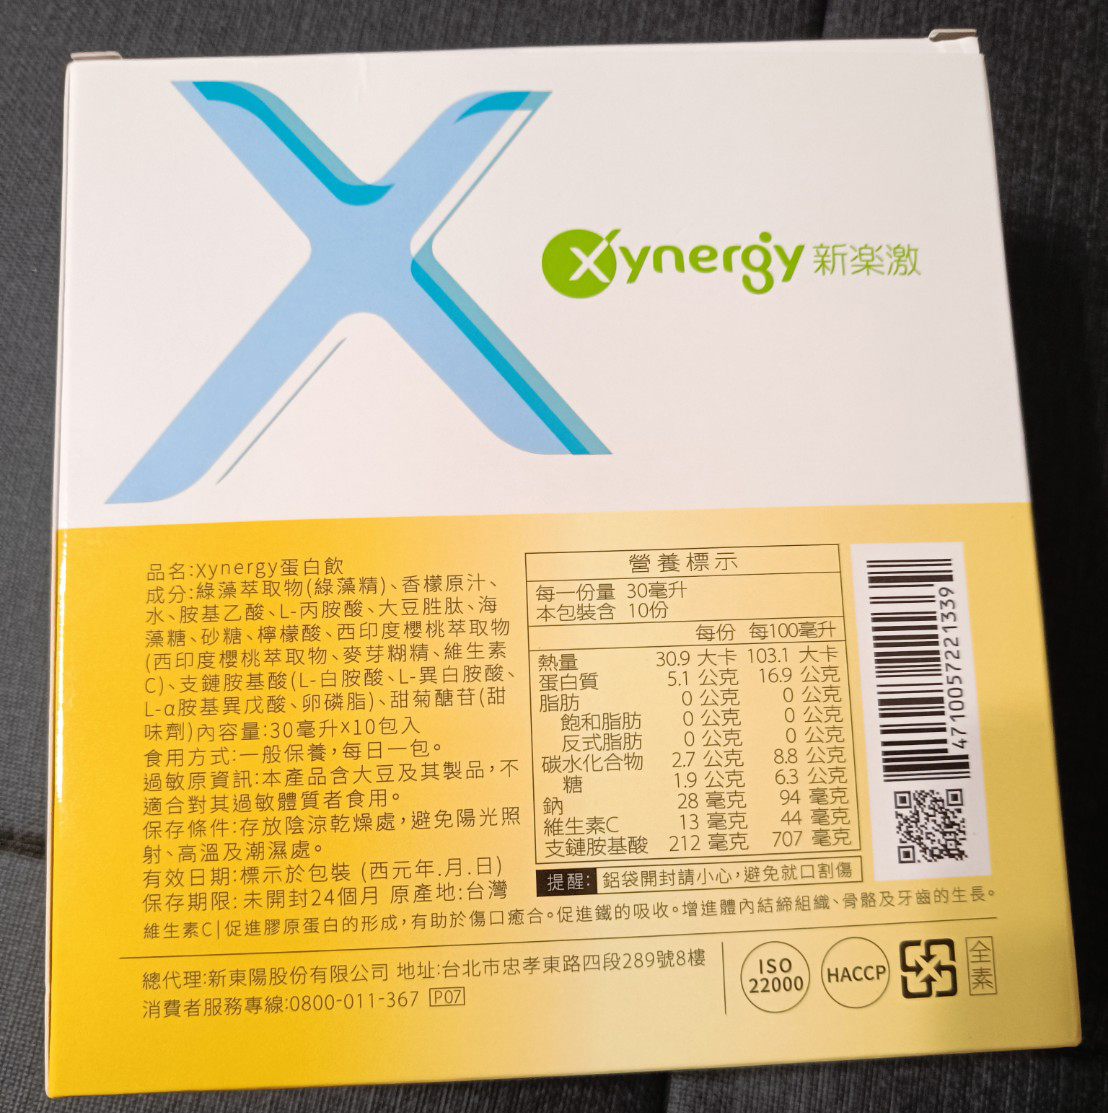 Xynergy 新楽激
品名:Xynergy蛋白飲
成分:綠藻萃取物(綠藻精)、香檬原汁、
水、胺基乙酸、L-丙胺酸、大豆胜肽、海
藻糖、砂糖、檸檬酸、西印度櫻桃萃取物
(西印度櫻桃萃取物、麥芽糊精、維生素
C)、支鏈胺基酸(L-白胺酸、L-異白胺酸、
L-α胺基異戊酸、卵磷脂)、甜菊醣苷(甜
味劑)內容量:30毫升x10包入
食用方式:一般保養,每日一包。
過敏原資訊:本產品含大豆及其製品,不
適合對其過敏體質者食用。
保存條件:存放陰涼乾燥處,避免陽光照
射、高溫及潮濕處。
有效日期:標示於包裝 (西元年.月.日)
保存期限:未開封24個月 原產地:台灣
營養標示
每一份量 30毫升
本包裝含 10份
每份 每100毫升
熱量 30.9 大卡 103.1 大卡
蛋白質 5.1 公克 16.9 公克
脂肪 0 公克 0 公克
飽和脂肪 0 公克 0 公克
反式脂肪 0 公克 0 公克
碳水化合物 2.7 公克 8.8 公克
糖 1.9 公克 6.3 公克
鈉 28 毫克 94 毫克
維生素C 13 毫克 44 毫克
支鏈胺基酸 212 毫克 707 毫克
提醒: 鋁袋開封請小心,避免就口割傷
4710057221339
維生素C|促進膠原蛋白的形成,有助於傷口癒合。促進鐵的吸收。增進體內結締組織、骨骼及牙齒的生長。
總代理:新東陽股份有限公司 地址:台北市忠孝東路四段289號8樓
消費者服務專線:0800-011-367 P07
ISO
22000
HACCP
全素